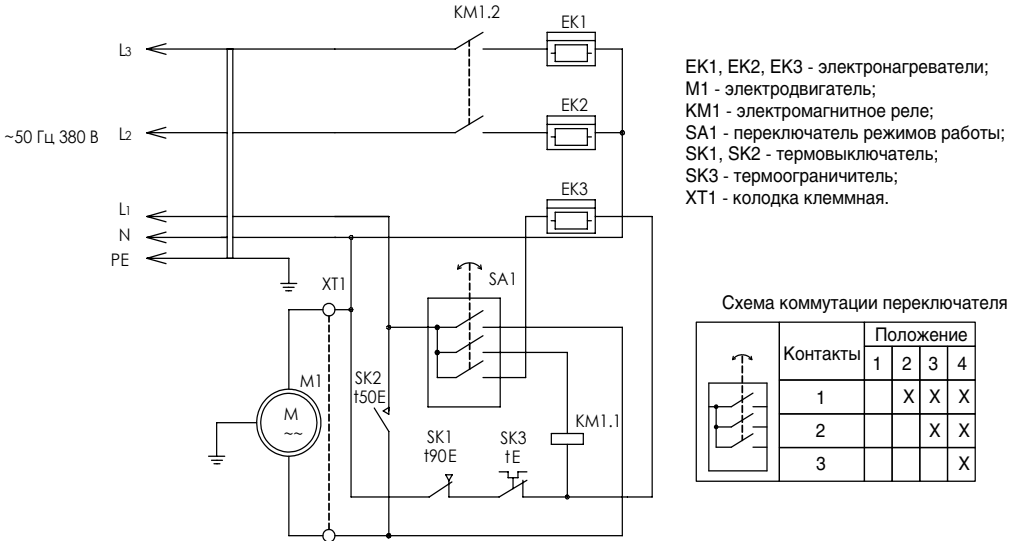 KM1.2
EK1
L3
EK2
~50 Гц 380 В
L2
EK3
L1
N
PE
XT1
SA1
M1
M
~~
SK2
t50E
SK1
t90E
SK3
tE
KM1.1
EK1, EK2, EK3 - электронагреватели;
M1 - электродвигатель;
KM1 - электромагнитное реле;
SA1 - переключатель режимов работы;
SK1, SK2 - термовыключатель;
SK3 - термоограничитель;
XT1 - колодка клеммная.
Схема коммутации переключателя
Контакты
Положение
1 2 3 4
1 X X X
2 X X
3 X